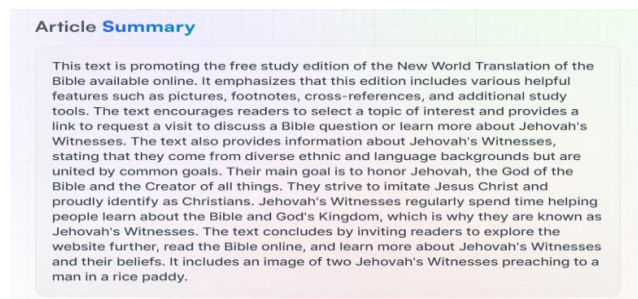 Article Summary
This text is promoting the free study edition of the New World Translation of the
Bible available online. It emphasizes that this edition includes various helpful
features such as pictures, footnotes, cross-references, and additional study
tools. The text encourages readers to select a topic of interest and provides a
link to request a visit to discuss a Bible question or learn more about Jehovah's
Witnesses. The text also provides information about Jehovah's Witnesses,
stating that they come from diverse ethnic and language backgrounds but are
united by common goals. Their main goal is to honor Jehovah, the God of the
Bible and the Creator of all things. They strive to imitate Jesus Christ and
proudly identify as Christians. Jehovah's Witnesses regularly spend time helping
people learn about the Bible and God's Kingdom, which is why they are known as
Jehovah's Witnesses. The text concludes by inviting readers to explore the
website further, read the Bible online, and learn more about Jehovah's Witnesses
and their beliefs. It includes an image of two Jehovah's Witnesses preaching to a
man in a rice paddy.